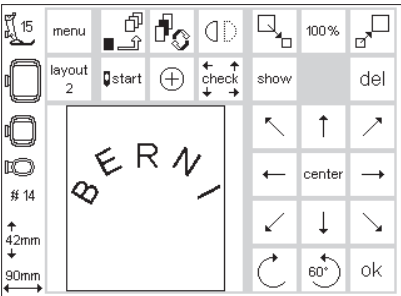 15 menu 100%
layout start check show del
2
BERNI
center
# 14
42mm
90mm 60° ok